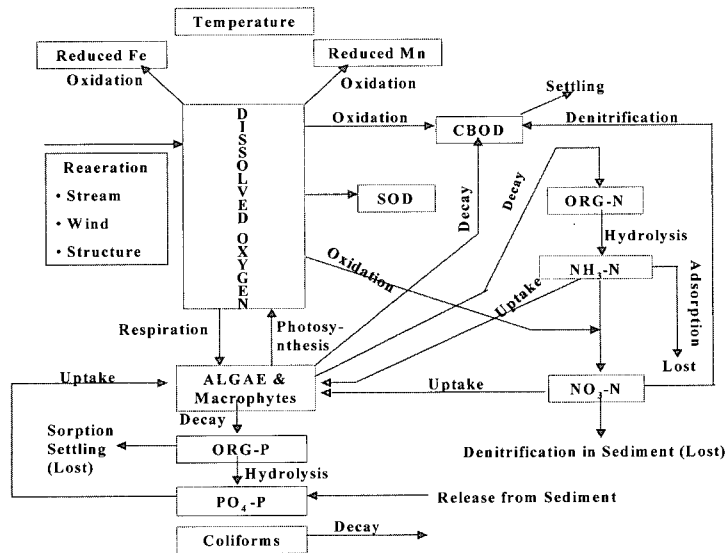 Temperature
Reduced Fe
Reduced Mn
Oxidation
Oxidation
Settling
DISSOLVED OXYGEN
Oxidation
CBOD
Denitrification
Reaeration
• Stream
• Wind
• Structure
SOD
Decay
Decay
ORG-N
Hydrolysis
Oxidation
NH3-N
Adsorption
Uptake
Respiration
Photosy-
nthesis
Lost
Uptake
ALGAE &
Macrophytes
Uptake
NO3-N
Decay
Sorption
Settling
(Lost)
ORG-P
Denitrification in Sediment (Lost)
Hydrolysis
PO4-P
Release from Sediment
Coliforms
Decay